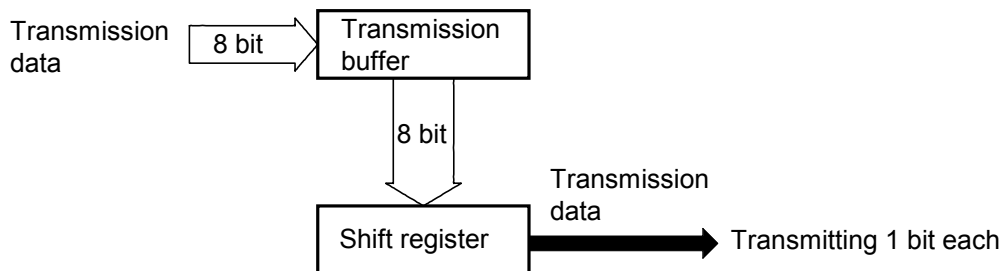 Transmission
data
8 bit
Transmission
buffer
8 bit
Transmission
data
Shift register
Transmitting 1 bit each